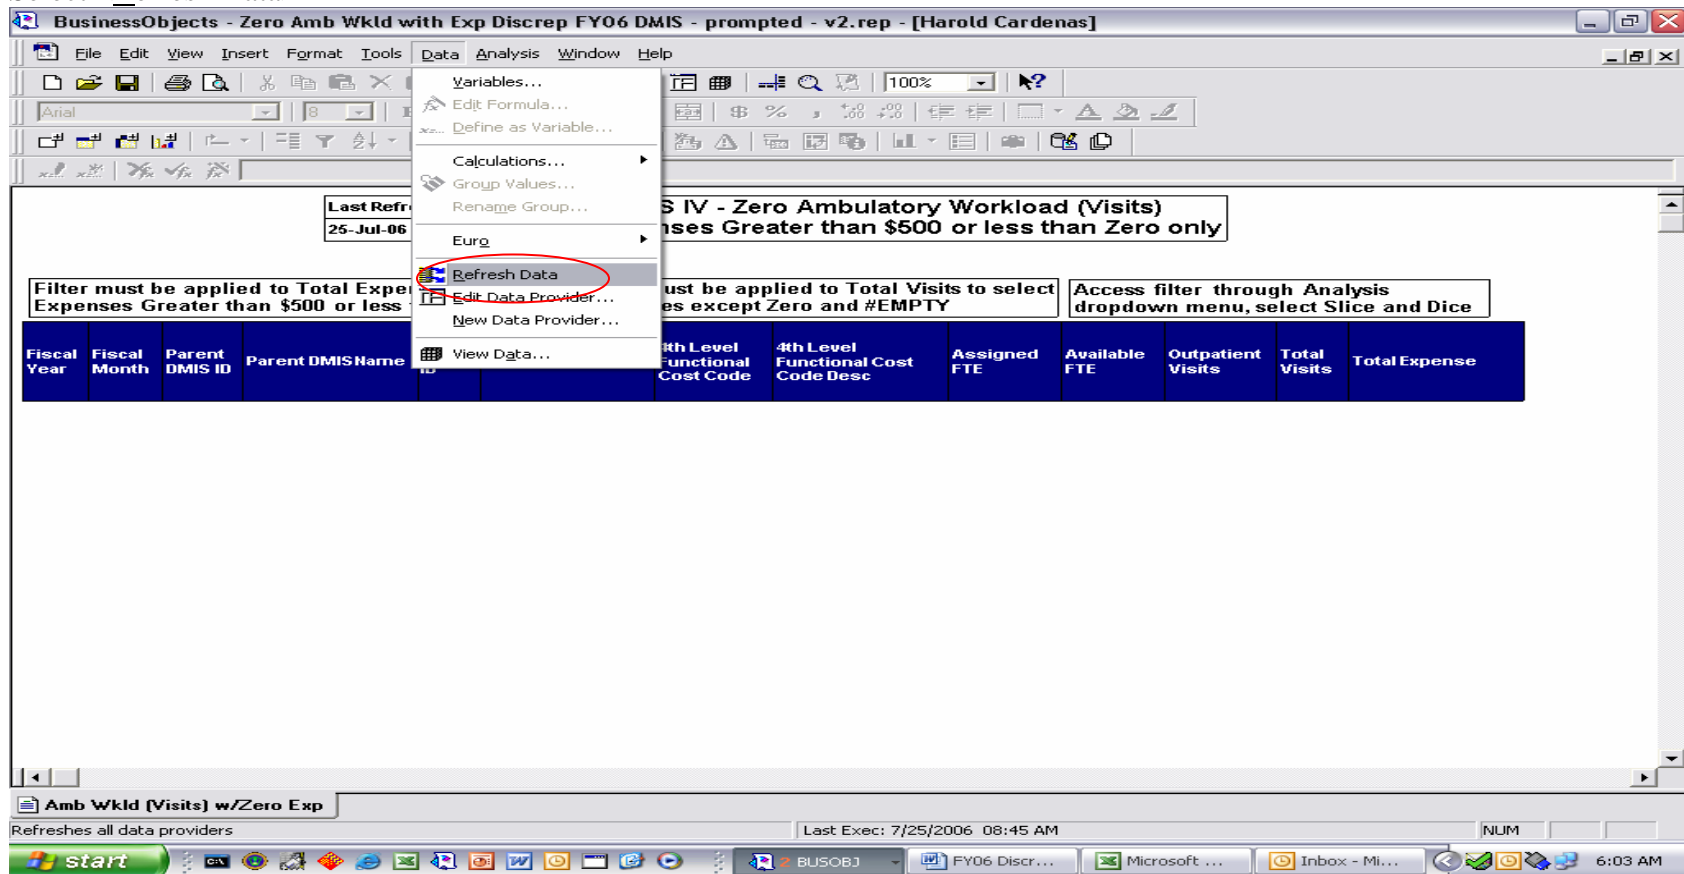 BusinessObjects - Zero Amb Wkld with Exp Discrep FY06 DMIS - prompted - v2.rep - [Harold Cardenas]
File Edit View Insert Format Tools Data Analysis Window Help
100%
Arial 8
Variables...
Edit Formula...
Define as Variable...
Calculations...
Group Values...
Rename Group...
Euro
Refresh Data
Edit Data Provider...
New Data Provider...
View Data...
Last Refr
25-Jul-06
S IV - Zero Ambulatory Workload (Visits)
nses Greater than $500 or less than Zero only
Filter must be applied to Total Expe
Expenses Greater than $500 or less
ust be applied to Total Visits to select
es except Zero and #EMPTY
Access filter through Analysis
dropdown menu, select Slice and Dice
Fiscal Year
Fiscal Month
Parent DMIS ID
Parent DMIS Name
ID
4th Level Functional Cost Code
4th Level Functional Cost Code Desc
Assigned FTE
Available FTE
Outpatient Visits
Total Visits
Total Expense
Amb Wkld (Visits) w/Zero Exp
Refreshes all data providers
Last Exec: 7/25/2006 08:45 AM
NUM
start
2 BUSOBJ
FY06 Discr...
Microsoft ...
Inbox - Mi...
6:03 AM